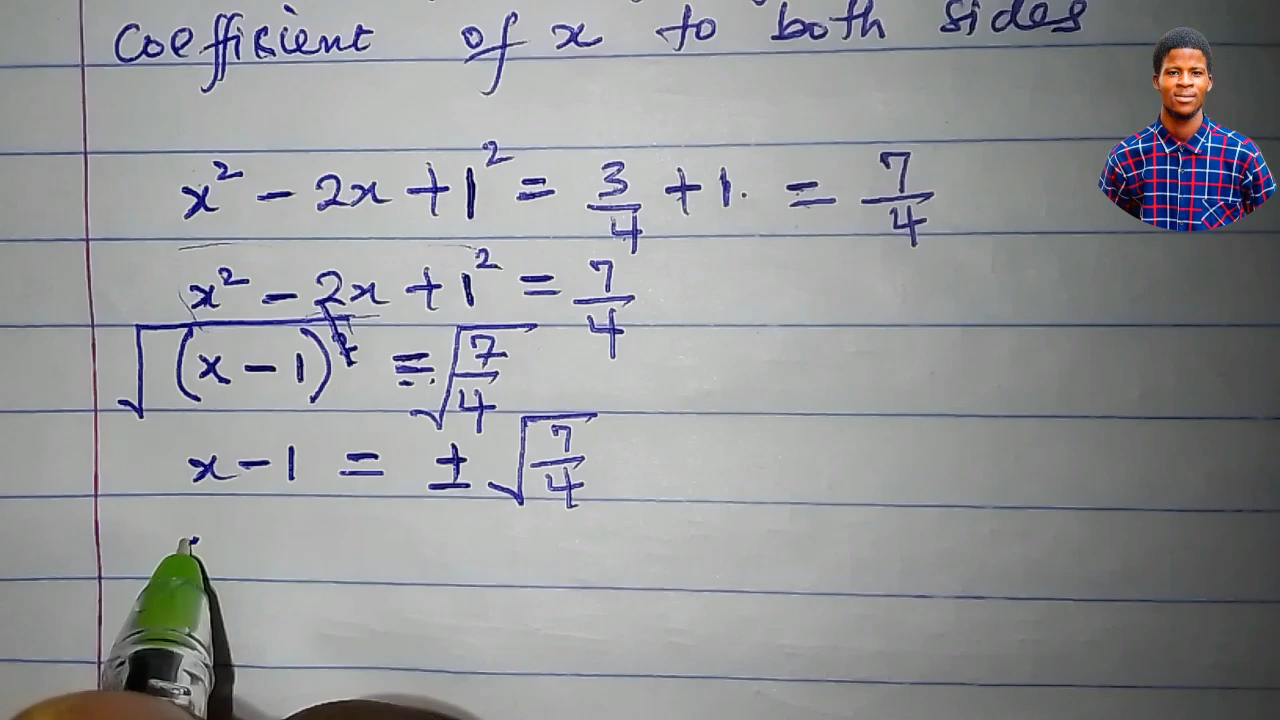 coefficient of x to both sides
x² - 2x + 1² = 3/4 + 1. = 7/4
x² - 2x + 1² = 7/4
√(x - 1)² = √7/4
x - 1 = ± √7/4